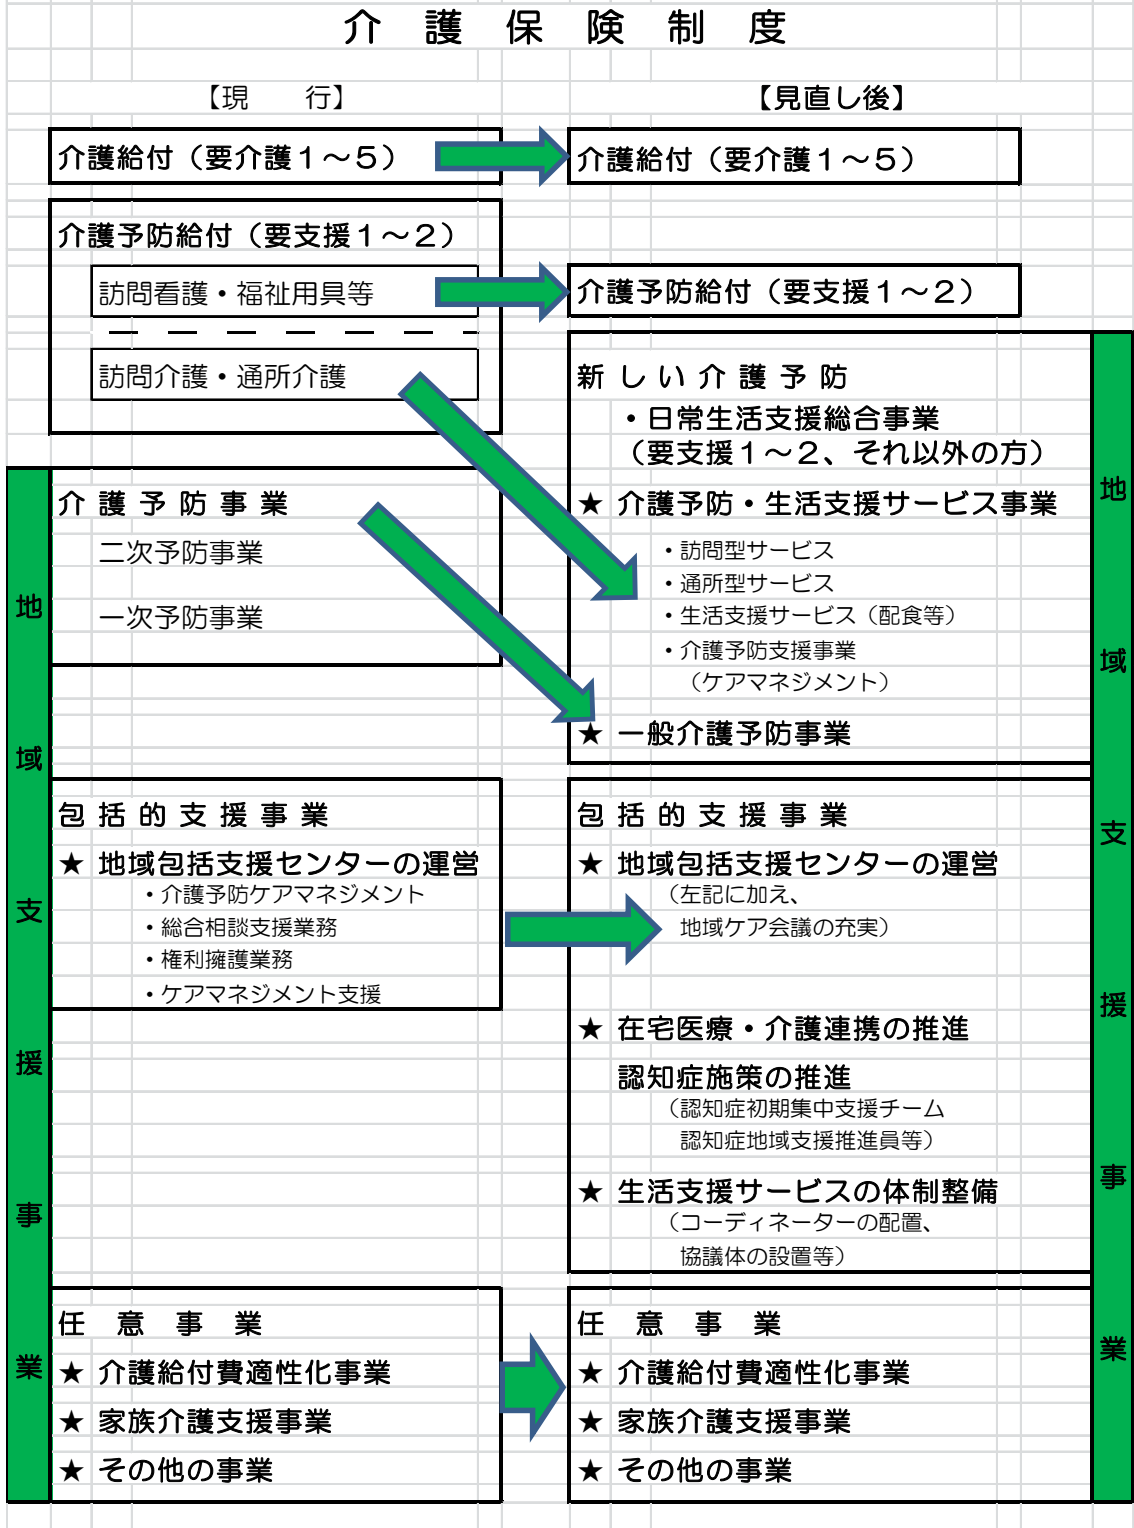 介護保険制度
【現　　行】
介護給付（要介護１～５）
介護予防給付（要支援１～２）
訪問看護・福祉用具等
訪問介護・通所介護
地域支援事業
介護予防事業
二次予防事業
一次予防事業
包括的支援事業
★ 地域包括支援センターの運営
・介護予防ケアマネジメント
・総合相談支援業務
・権利擁護業務
・ケアマネジメント支援
任意事業
★ 介護給付費適性化事業
★ 家族介護支援事業
★ その他の事業
【見直し後】
介護給付（要介護１～５）
介護予防給付（要支援１～２）
新しい介護予防
・日常生活支援総合事業
（要支援１～２、それ以外の方）
★ 介護予防・生活支援サービス事業
・訪問型サービス
・通所型サービス
・生活支援サービス（配食等）
・介護予防支援事業
（ケアマネジメント）
★ 一般介護予防事業
包括的支援事業
★ 地域包括支援センターの運営
（左記に加え、
地域ケア会議の充実）
★ 在宅医療・介護連携の推進
認知症施策の推進
（認知症初期集中支援チーム
認知症地域支援推進員等）
★ 生活支援サービスの体制整備
（コーディネーターの配置、
協議体の設置等）
任意事業
★ 介護給付費適性化事業
★ 家族介護支援事業
★ その他の事業
地域支援事業